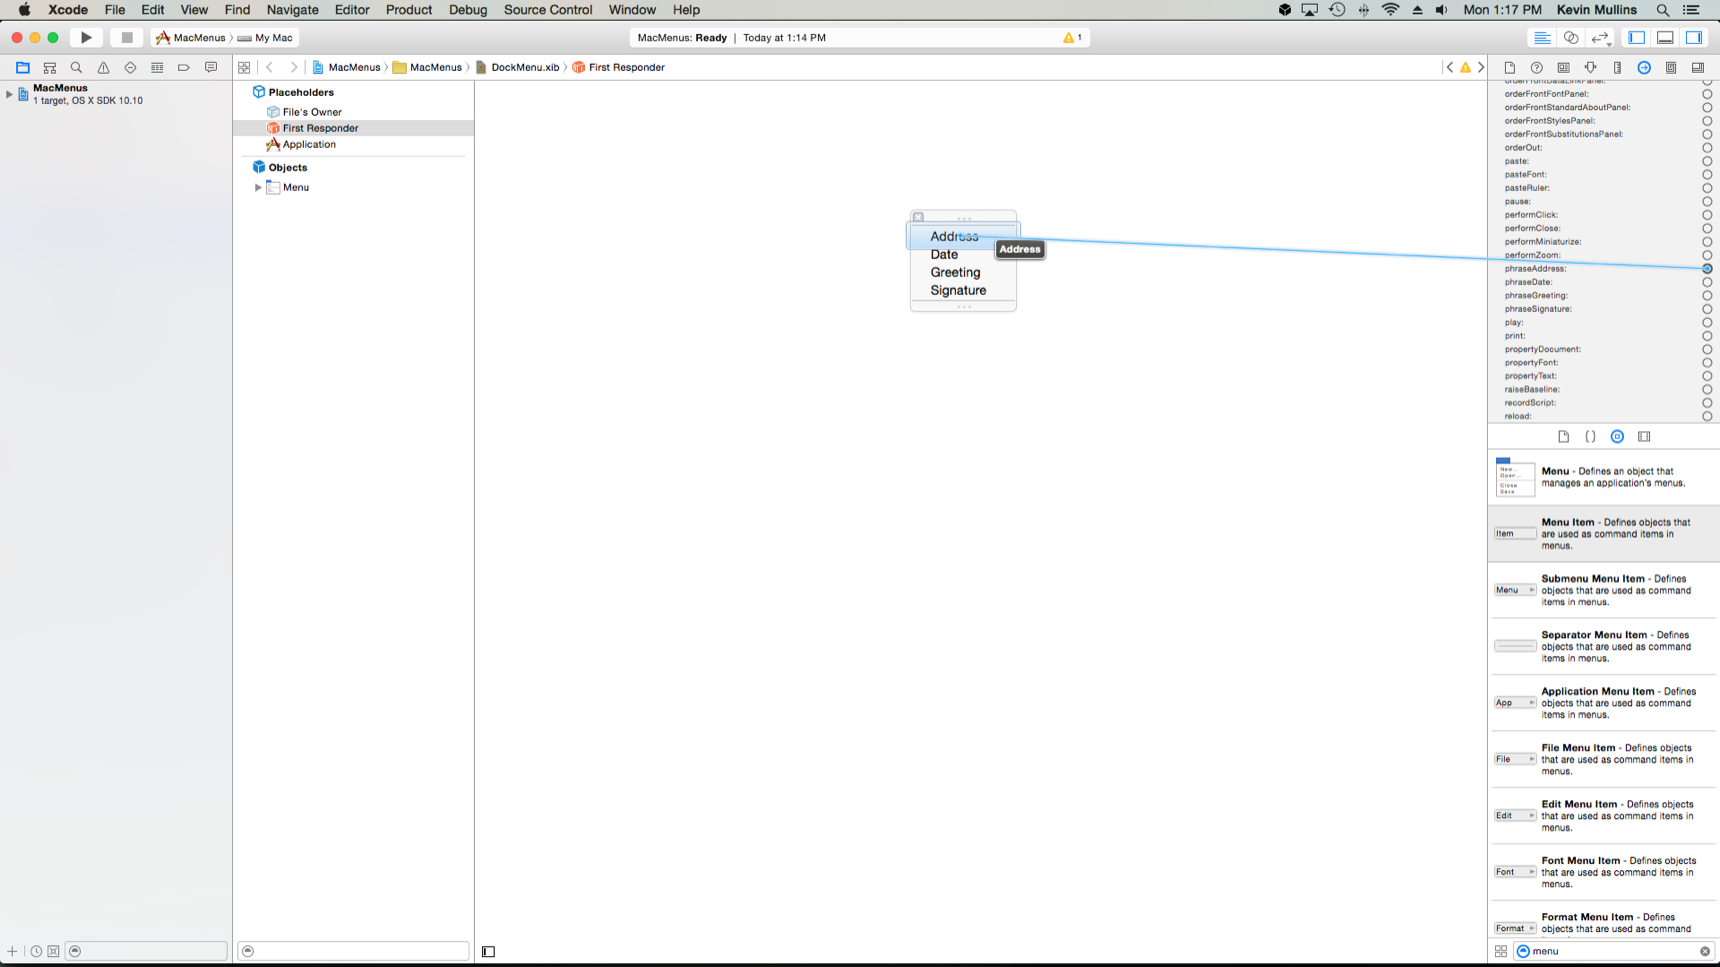 Xcode File Edit View Find Navigate Editor Product Debug Source Control Window Help Mon 1:17 PM Kevin Mullins
MacMenus My Mac MacMenus: Ready | Today at 1:14 PM 1
MacMenus MacMenus DockMenu.xib First Responder
MacMenus
1 target, OS X SDK 10.10
Placeholders
File's Owner
First Responder
Application
Objects
Menu
Address
Address
Date
Greeting
Signature
orderFrontDataLinkPanel:
orderFrontFontPanel:
orderFrontStandardAboutPanel:
orderFrontStylesPanel:
orderFrontSubstitutionsPanel:
orderOut:
paste:
pasteFont:
pasteRuler:
pause:
performClick:
performClose:
performMiniaturize:
performZoom:
phraseAddress:
phraseDate:
phraseGreeting:
phraseSignature:
play:
print:
propertyDocument:
propertyFont:
propertyText:
raiseBaseline:
recordScript:
reload:
New...
Open...
Close
Save
Menu - Defines an object that
manages an application's menus.
Item
Menu Item - Defines objects that
are used as command items in
menus.
Menu
Submenu Menu Item - Defines
objects that are used as command
items in menus.
Separator Menu Item - Defines
objects that are used as command
items in menus.
App
Application Menu Item - Defines
objects that are used as command
items in menus.
File
File Menu Item - Defines objects
that are used as command items in
menus.
Edit
Edit Menu Item - Defines objects
that are used as command items in
menus.
Font
Font Menu Item - Defines objects
that are used as command items in
menus.
Format
Format Menu Item - Defines
objects that are used as command
menu